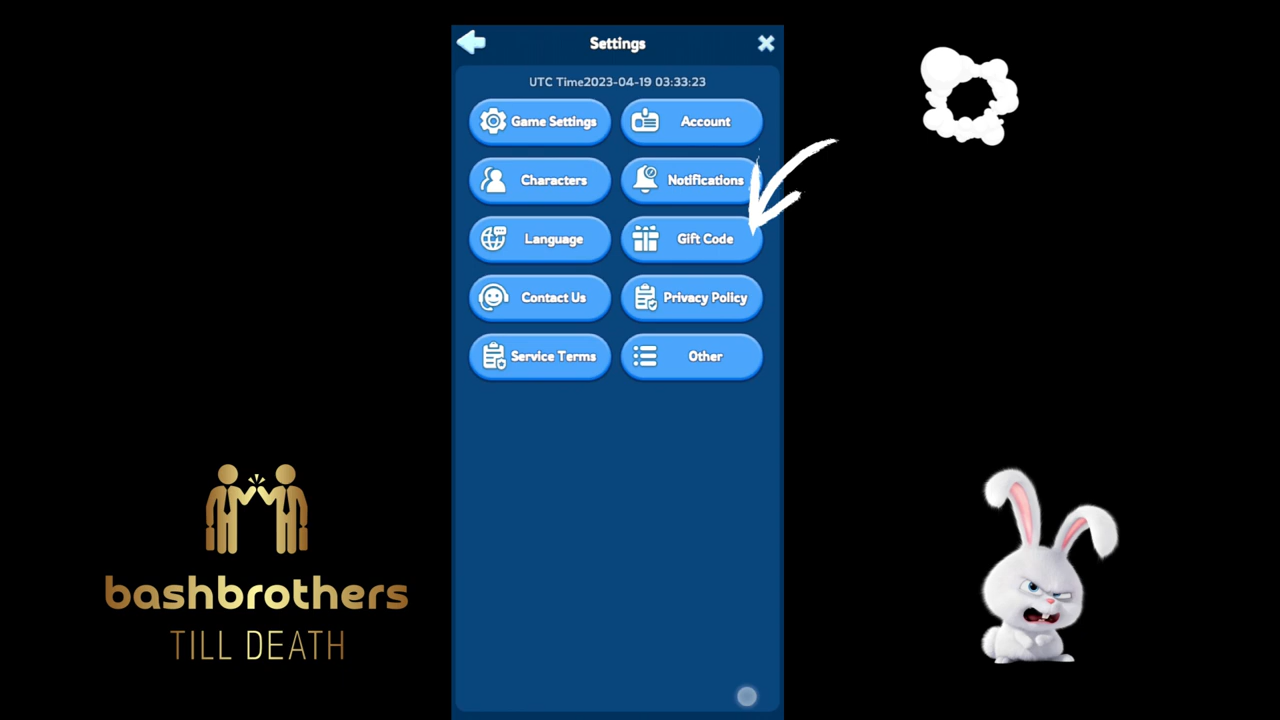 Settings
UTC Time2023-04-19 03:33:23
Game Settings
Account
Characters
Notifications
Language
Gift Code
Contact Us
Privacy Policy
Service Terms
Other
bashbrothers
TILL DEATH